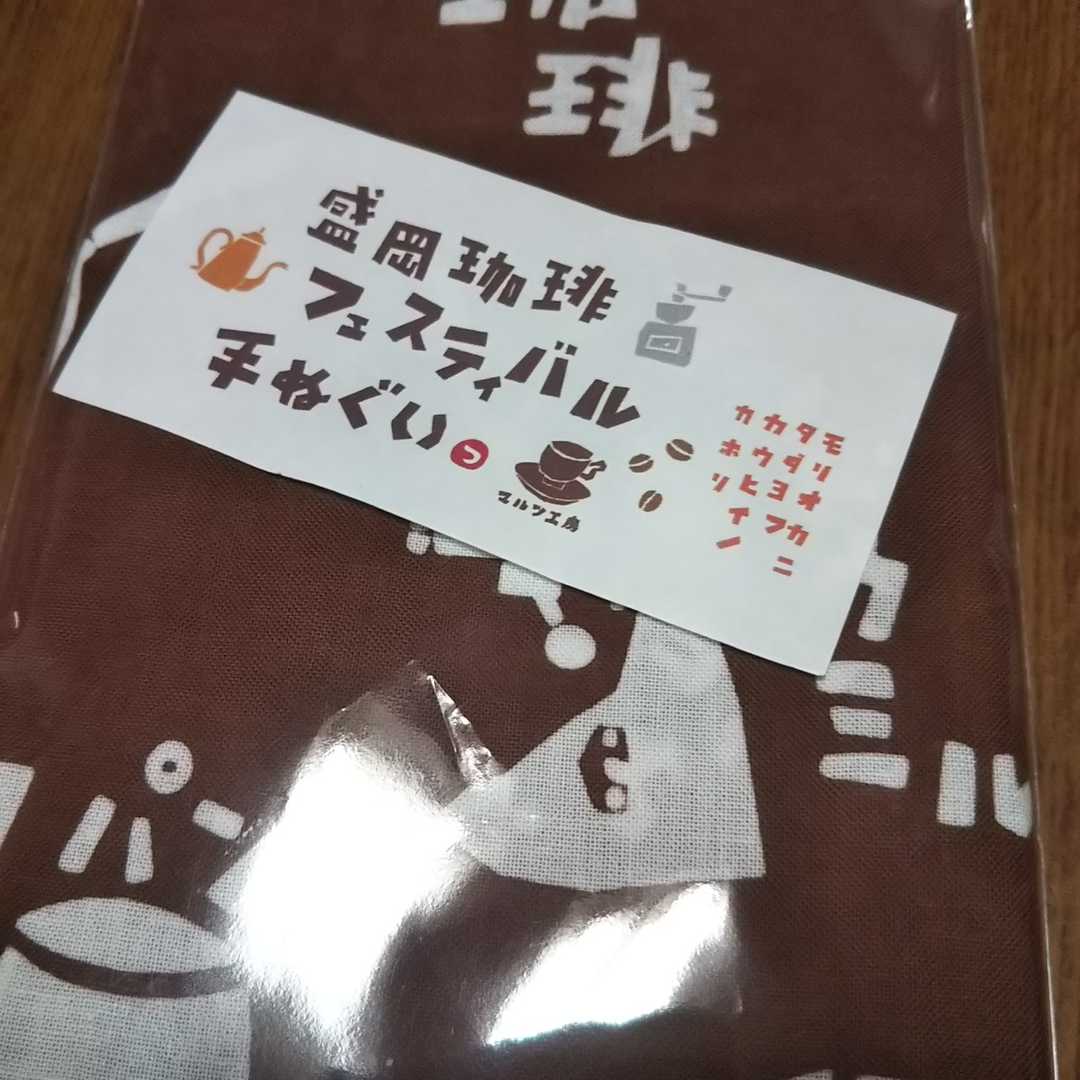 琲
盛岡珈琲
フェスティバル
手ぬぐい
つ
マルツ工房
モリオカニ
タダヨフ
カウヒイノ
カホリ
ミル
パ